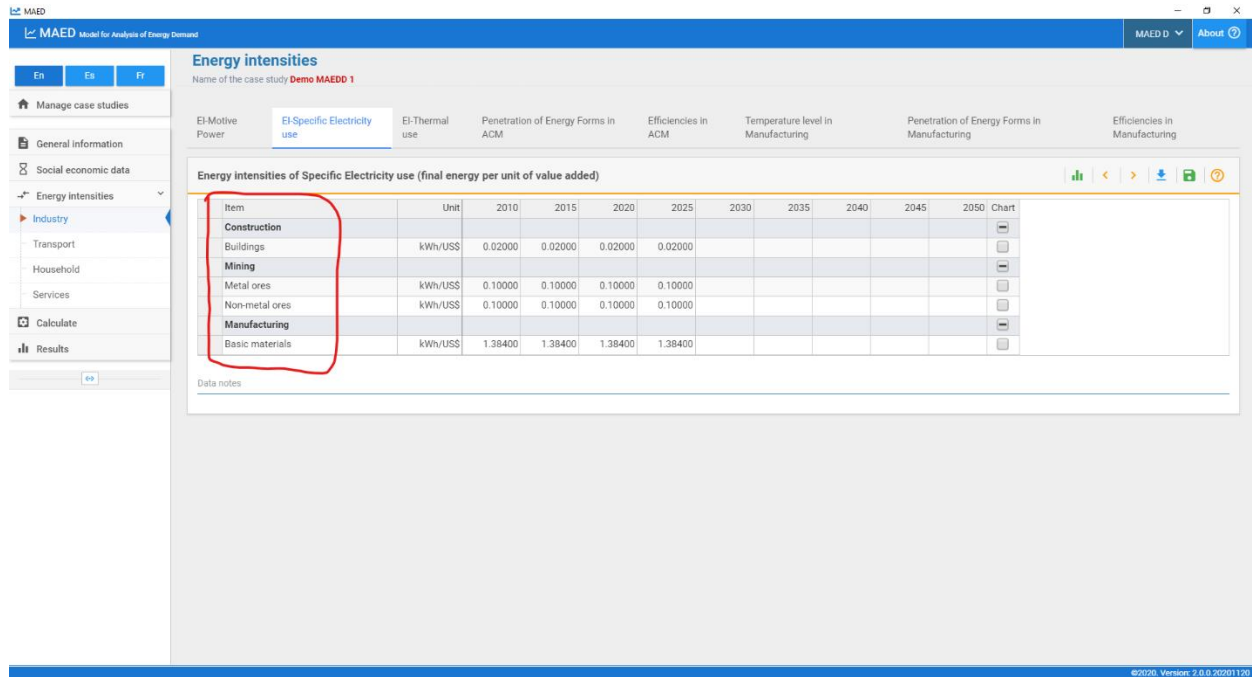 MAED
MAED Model for Analysis of Energy Demand
MAED D
About
En Es Fr
Manage case studies
General information
Social economic data
Energy intensities
Industry
Transport
Household
Services
Calculate
Results
Energy intensities
Name of the case study Demo MAEDD 1
EI-Motive
Power
EI-Specific Electricity
use
EI-Thermal
use
Penetration of Energy Forms in
ACM
Efficiencies in
ACM
Temperature level in
Manufacturing
Penetration of Energy Forms in
Manufacturing
Efficiencies in
Manufacturing
Energy intensities of Specific Electricity use (final energy per unit of value added)
Item Unit 2010 2015 2020 2025 2030 2035 2040 2045 2050 Chart
Construction
Buildings kWh/US$ 0.02000 0.02000 0.02000 0.02000
Mining
Metal ores kWh/US$ 0.10000 0.10000 0.10000 0.10000
Non-metal ores kWh/US$ 0.10000 0.10000 0.10000 0.10000
Manufacturing
Basic materials kWh/US$ 1.38400 1.38400 1.38400 1.38400
Data notes
©2020. Version: 2.0.0.20201120